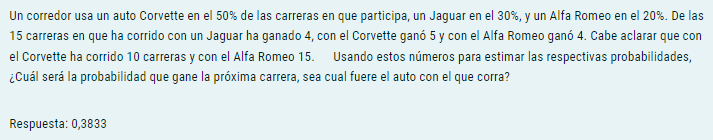 Un corredor usa un auto Corvette en el 50% de las carreras en que participa, un Jaguar en el 30%, y un Alfa Romeo en el 20%. De las
15 carreras en que ha corrido con un Jaguar ha ganado 4, con el Corvette ganó 5 y con el Alfa Romeo ganó 4. Cabe aclarar que con
el Corvette ha corrido 10 carreras y con el Alfa Romeo 15. Usando estos números para estimar las respectivas probabilidades,
¿Cuál será la probabilidad que gane la próxima carrera, sea cual fuere el auto con el que corra?
Respuesta: 0,3833